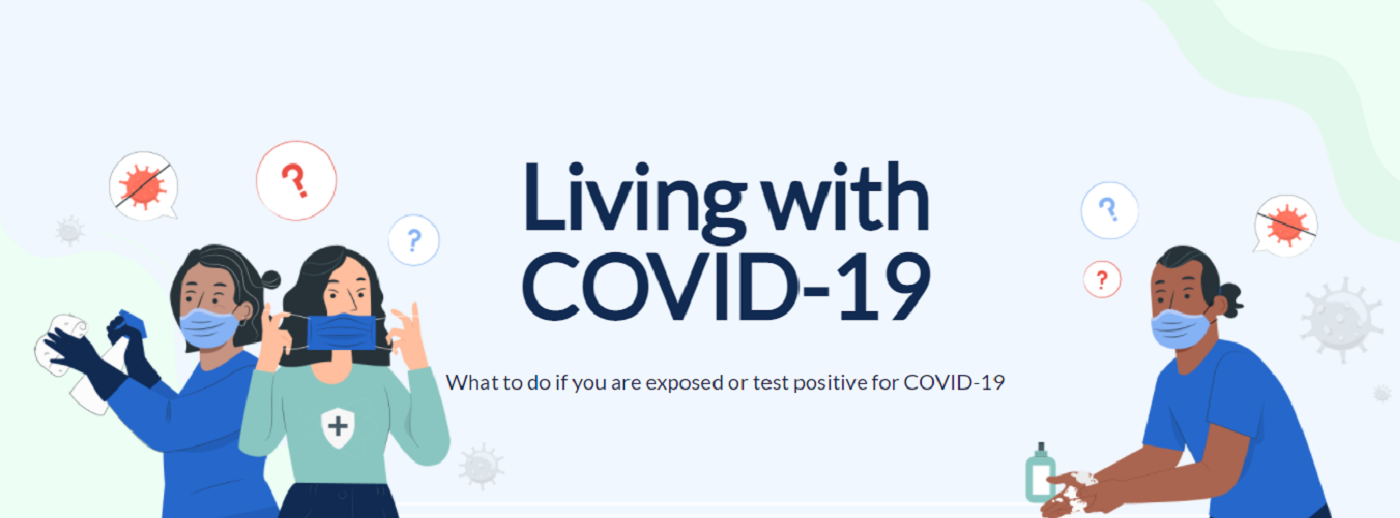 Living with
COVID-19
What to do if you are exposed or test positive for COVID-19